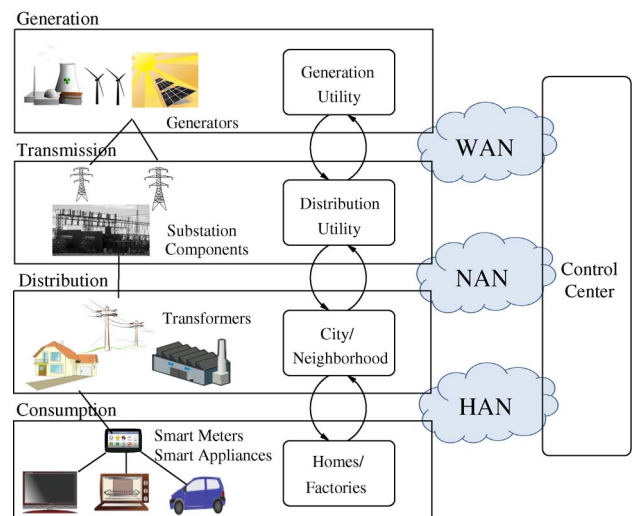 Generation
Generation
Utility
Generators
WAN
Transmission
Distribution
Utility
Substation
Components
NAN
Control
Center
Distribution
Transformers
City/
Neighborhood
HAN
Consumption
Smart Meters
Smart Appliances
Homes/
Factories